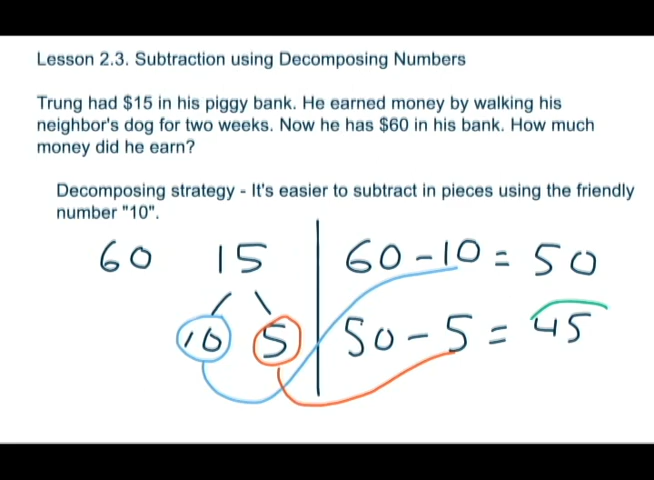 Lesson 2.3. Subtraction using Decomposing Numbers
Trung had $15 in his piggy bank. He earned money by walking his
neighbor's dog for two weeks. Now he has $60 in his bank. How much
money did he earn?
Decomposing strategy - It's easier to subtract in pieces using the friendly
number "10".
60 15
10 5
60-10 = 50
50-5 = 45